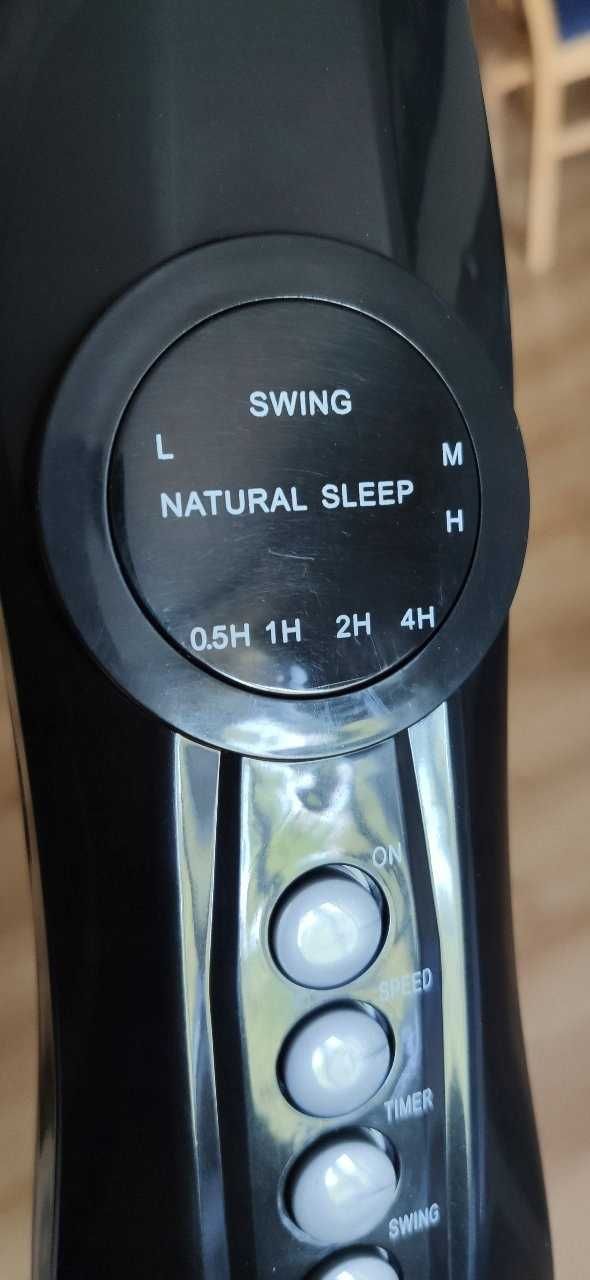 SWING
L M
NATURAL SLEEP
H
0.5H 1H 2H 4H
ON
SPEED
TIMER
SWING